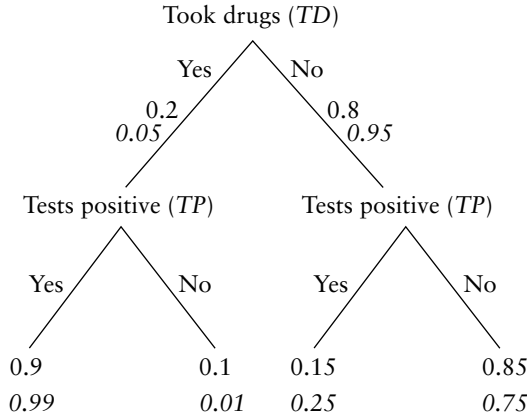 Took drugs (TD)
Yes No
0.2 0.8
0.05 0.95
Tests positive (TP) Tests positive (TP)
Yes No Yes No
0.9 0.1 0.15 0.85
0.99 0.01 0.25 0.75